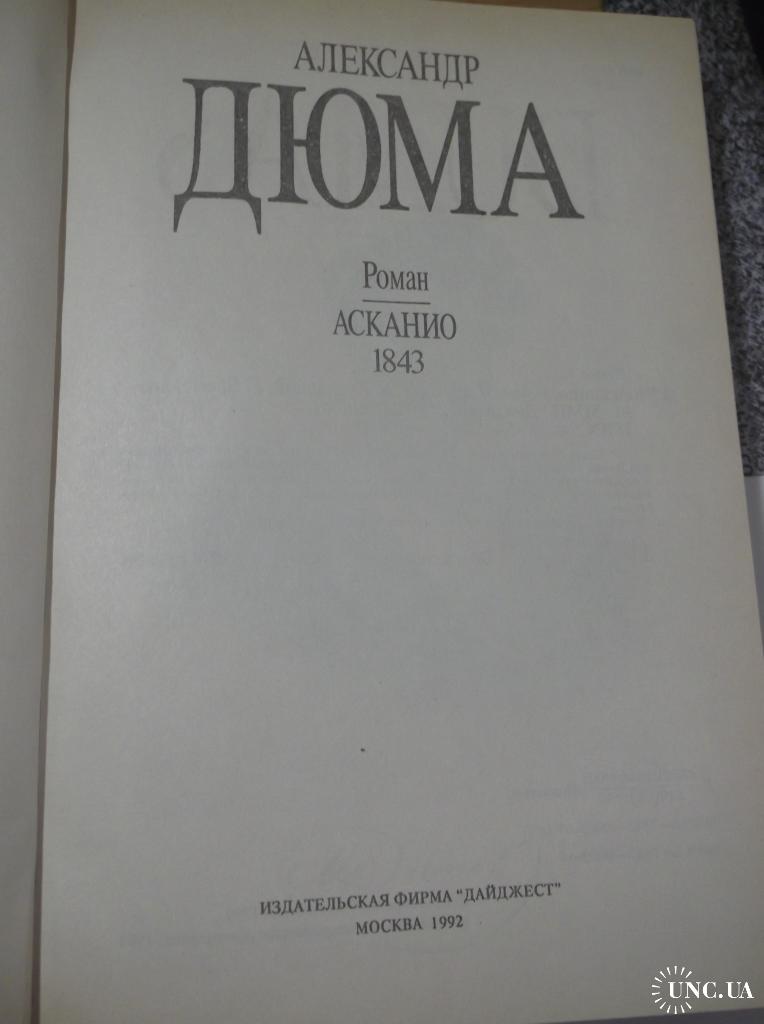 АЛЕКСАНДР
ДЮМА
Роман
АСКАНИО
1843
ИЗДАТЕЛЬСКАЯ ФИРМА "ДАЙДЖЕСТ"
МОСКВА 1992
UNC.UA